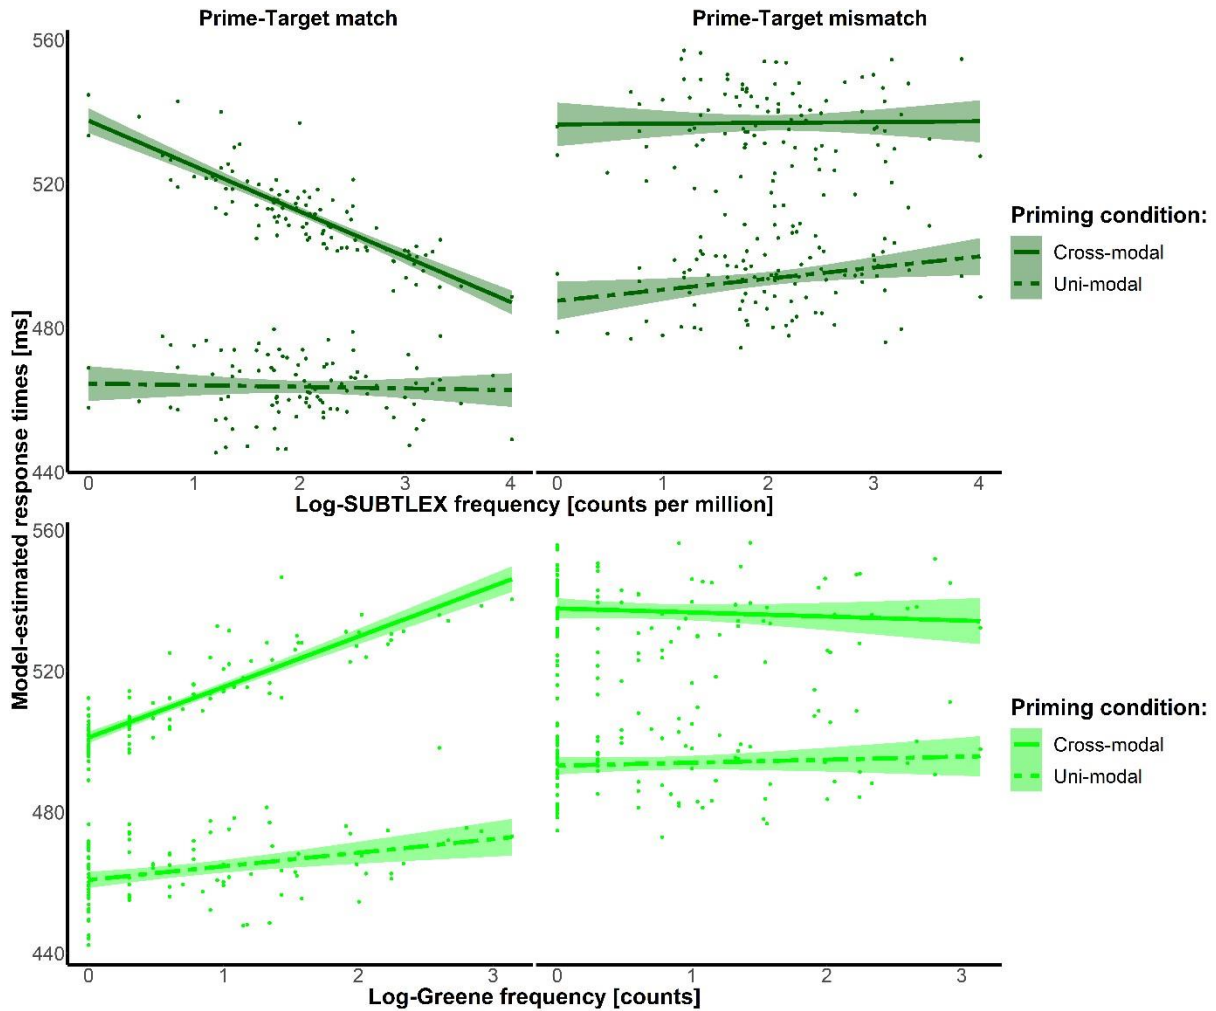 Prime-Target match
Prime-Target mismatch
Model-estimated response times [ms]
560
520
480
440
0 1 2 3 4
0 1 2 3 4
Log-SUBTLEX frequency [counts per million]
Priming condition:
Cross-modal
Uni-modal
560
520
480
440
0 1 2 3
0 1 2 3
Log-Greene frequency [counts]
Priming condition:
Cross-modal
Uni-modal